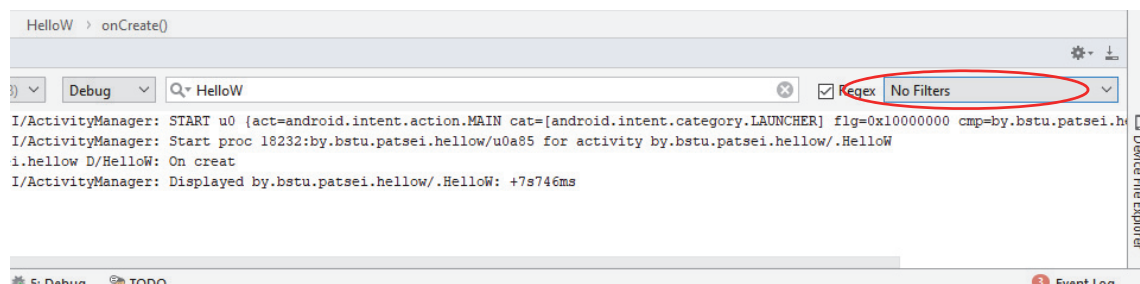 HelloW > onCreate()
Debug HelloW Regex No Filters
I/ActivityManager: START u0 {act=android.intent.action.MAIN cat=[android.intent.category.LAUNCHER] flg=0x10000000 cmp=by.bstu.patsei.h
I/ActivityManager: Start proc 18232:by.bstu.patsei.hellow/u0a85 for activity by.bstu.patsei.hellow/.HelloW
i.hellow D/HelloW: On creat
I/ActivityManager: Displayed by.bstu.patsei.hellow/.HelloW: +7s746ms
Device File Explorer
5: Debug TODO 3 Event Log